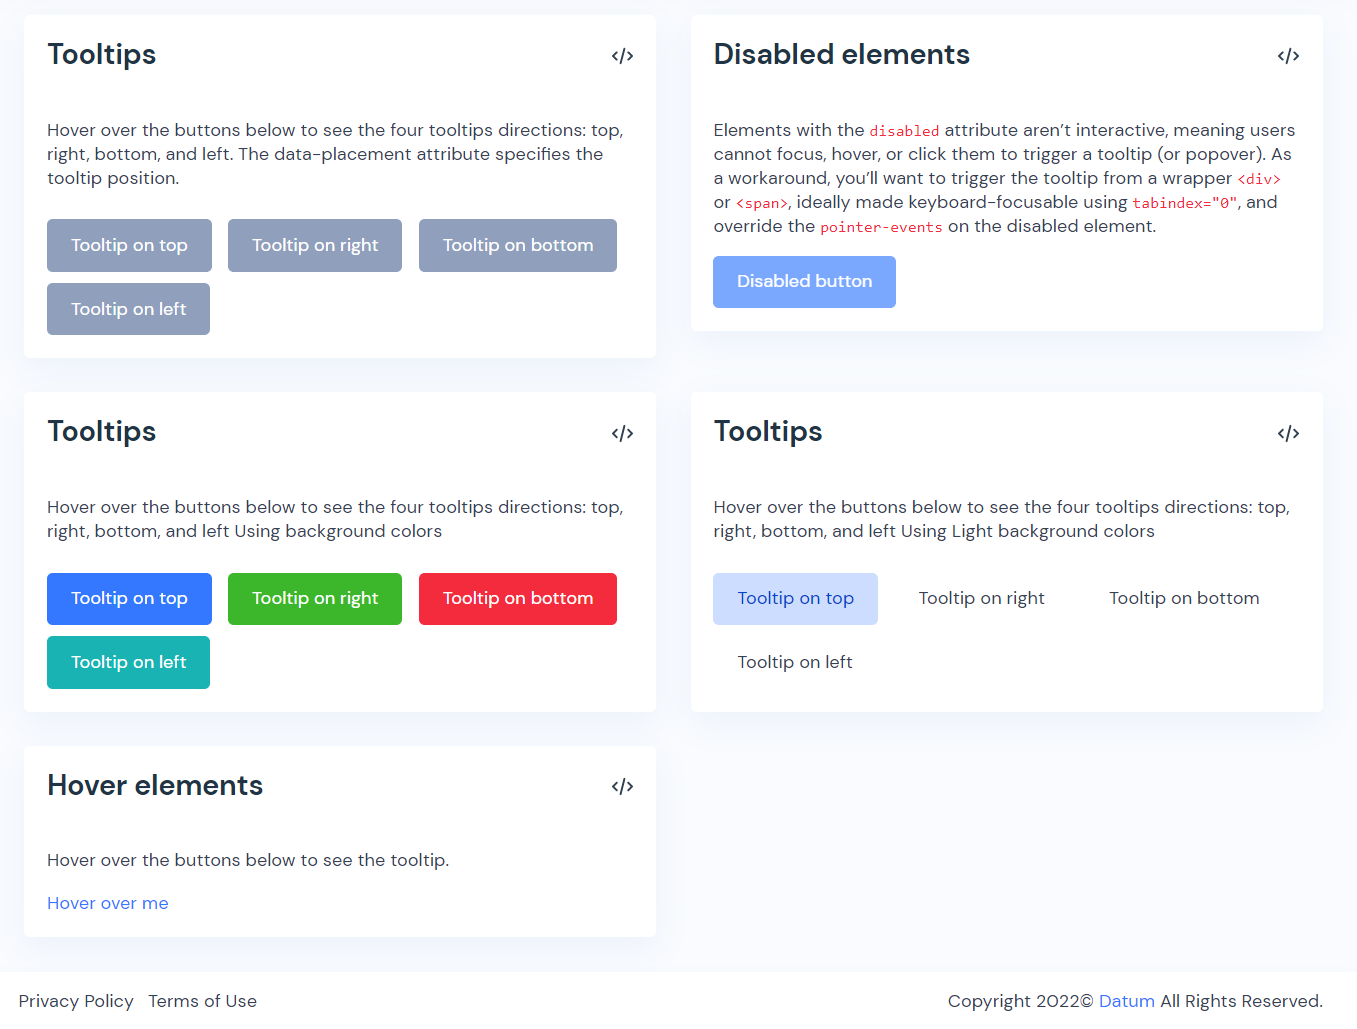 Tooltips
Hover over the buttons below to see the four tooltips directions: top,
right, bottom, and left. The data-placement attribute specifies the
tooltip position.
Tooltip on top
Tooltip on right
Tooltip on bottom
Tooltip on left
Disabled elements
Elements with the disabled attribute aren’t interactive, meaning users
cannot focus, hover, or click them to trigger a tooltip (or popover). As
a workaround, you’ll want to trigger the tooltip from a wrapper <div>
or <span>, ideally made keyboard-focusable using tabindex="0", and
override the pointer-events on the disabled element.
Disabled button
Tooltips
Hover over the buttons below to see the four tooltips directions: top,
right, bottom, and left Using background colors
Tooltip on top
Tooltip on right
Tooltip on bottom
Tooltip on left
Tooltips
Hover over the buttons below to see the four tooltips directions: top,
right, bottom, and left Using Light background colors
Tooltip on top
Tooltip on right
Tooltip on bottom
Tooltip on left
Hover elements
Hover over the buttons below to see the tooltip.
Hover over me
Privacy Policy Terms of Use
Copyright 2022© Datum All Rights Reserved.